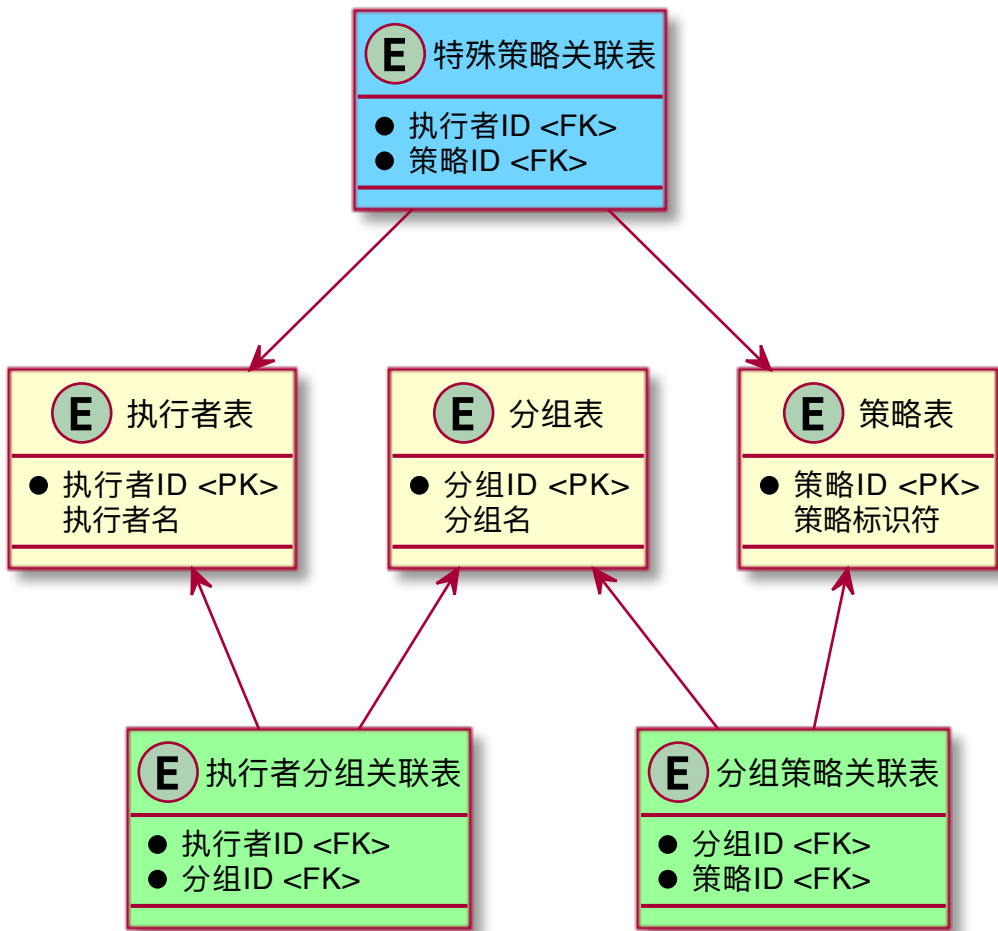 E 特殊策略关联表
执行者ID <FK>
策略ID <FK>
E 执行者表
执行者ID <PK>
执行者名
E 分组表
分组ID <PK>
分组名
E 策略表
策略ID <PK>
策略标识符
E 执行者分组关联表
执行者ID <FK>
分组ID <FK>
E 分组策略关联表
分组ID <FK>
策略ID <FK>